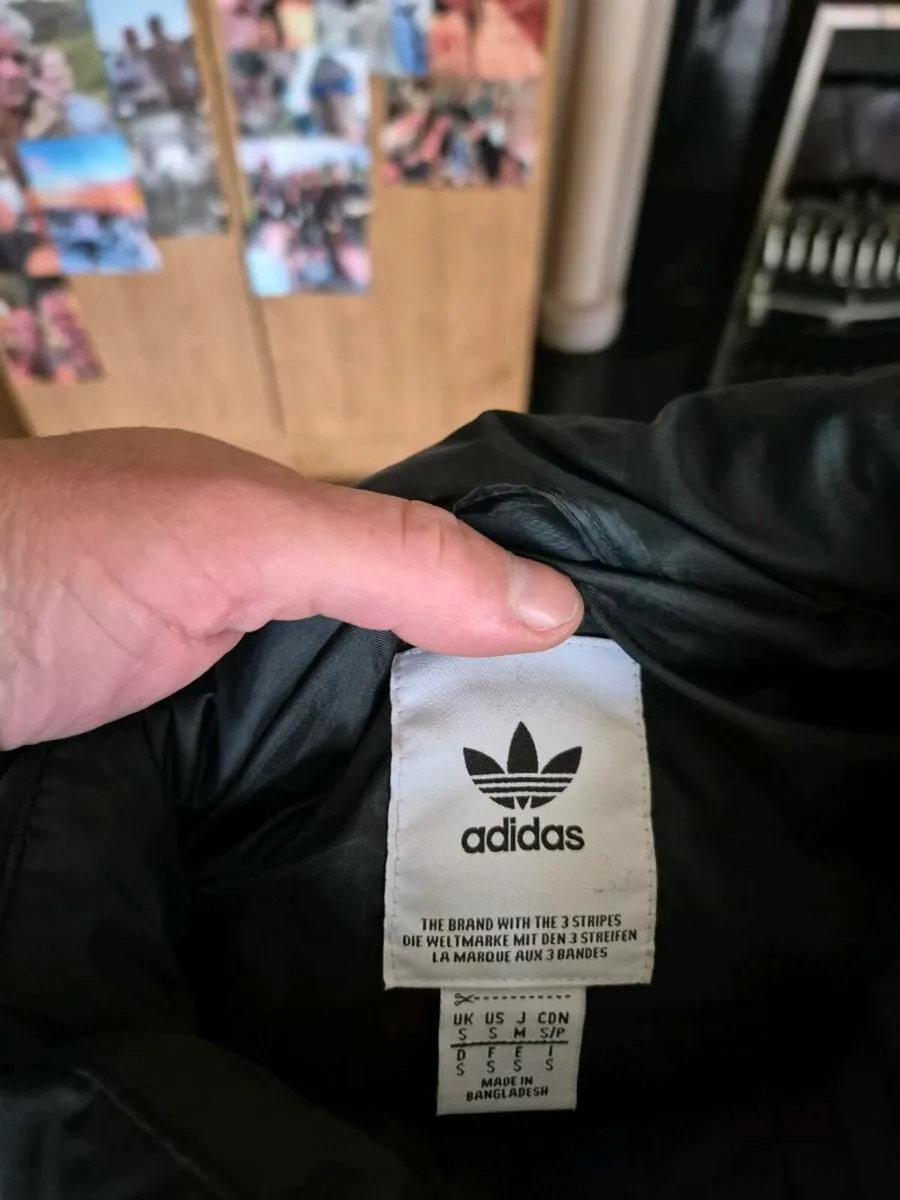 adidas
THE BRAND WITH THE 3 STRIPES
DIE WELTMARKE MIT DEN 3 STREIFEN
LA MARQUE AUX 3 BANDES
UK US J CDN
S S M S/P
D F E I
S S S S
MADE IN
BANGLADESH